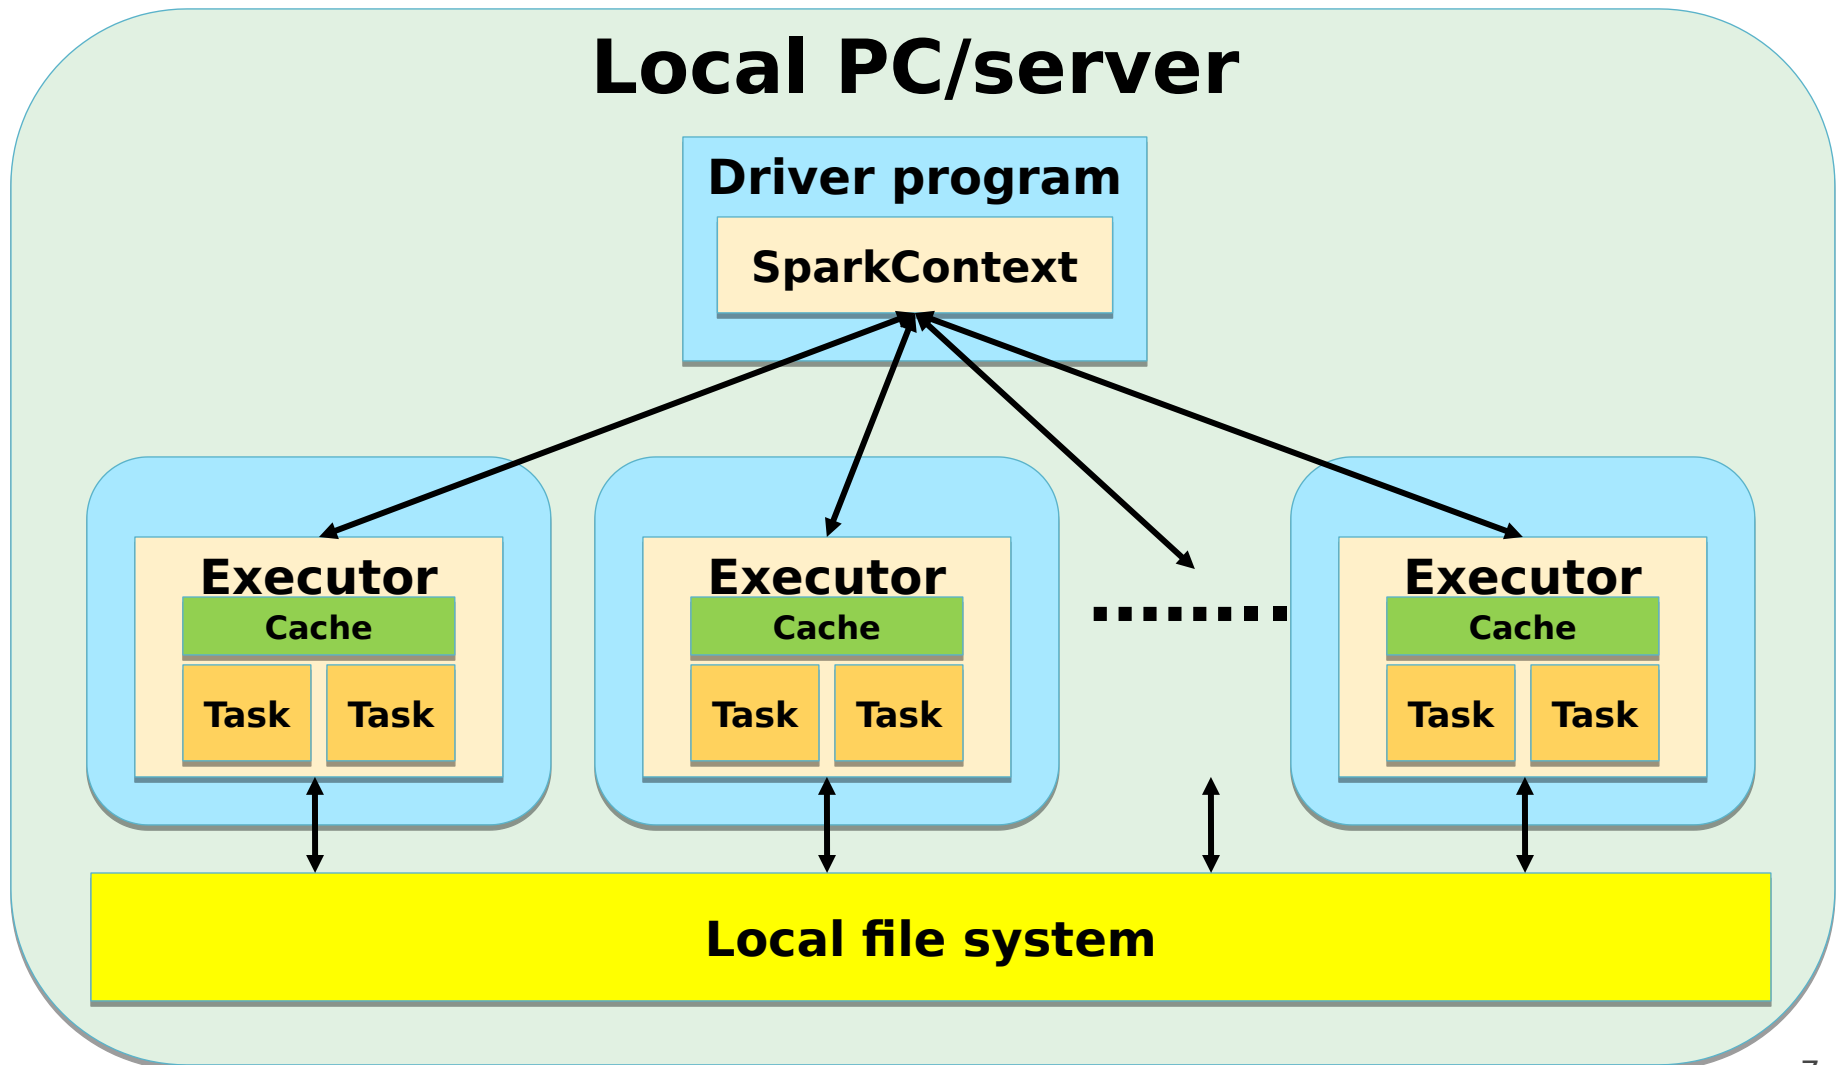 Local PC/server
Driver program
SparkContext
Executor Executor Executor
Cache Cache ........ Cache
Task Task Task Task Task Task
Local file system